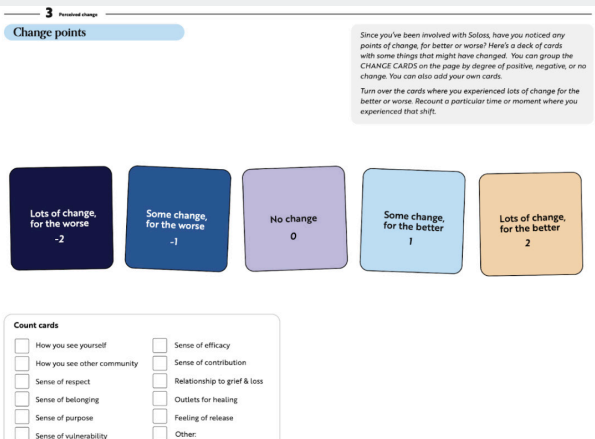 3 Perceived change
Change points
Since you've been involved with Soloss, have you noticed any
points of change, for better or worse? Here's a deck of cards
with some things that might have changed. You can group the
CHANGE CARDS on the page by degree of positive, negative, or no
change. You can also add your own cards.
Turn over the cards where you experienced lots of change for the
better or worse. Recount a particular time or moment where you
experienced that shift.
Lots of change,
for the worse
-2
Some change,
for the worse
-1
No change
0
Some change,
for the better
1
Lots of change,
for the better
2
Count cards
How you see yourself
How you see other community
Sense of respect
Sense of belonging
Sense of purpose
Sense of vulnerability
Sense of efficacy
Sense of contribution
Relationship to grief & loss
Outlets for healing
Feeling of release
Other: